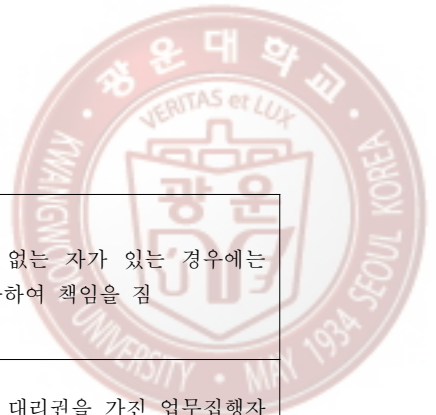 광운대학교
VERITAS et LUX
KWANGWOON UNIVERSITY • MAY 1934 SEOUL KOREA
광운
없는 자가 있는 경우에는
하여 책임을 짐
대리권을 가진 업무집행자